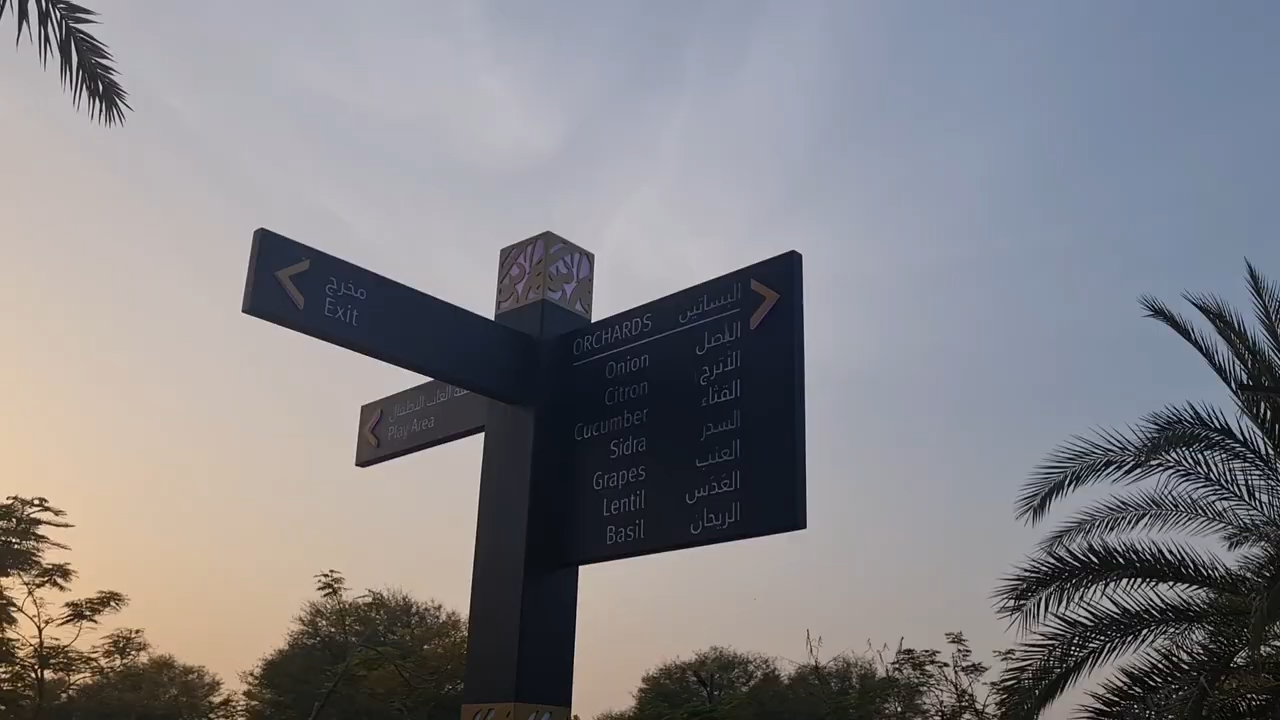 مخرج
Exit
Play Area
ORCHARDS البساتين
Onion البصل
Citron الأترج
Cucumber القثاء
Sidra السدر
Grapes العنب
Lentil العَدَس
Basil الريحان